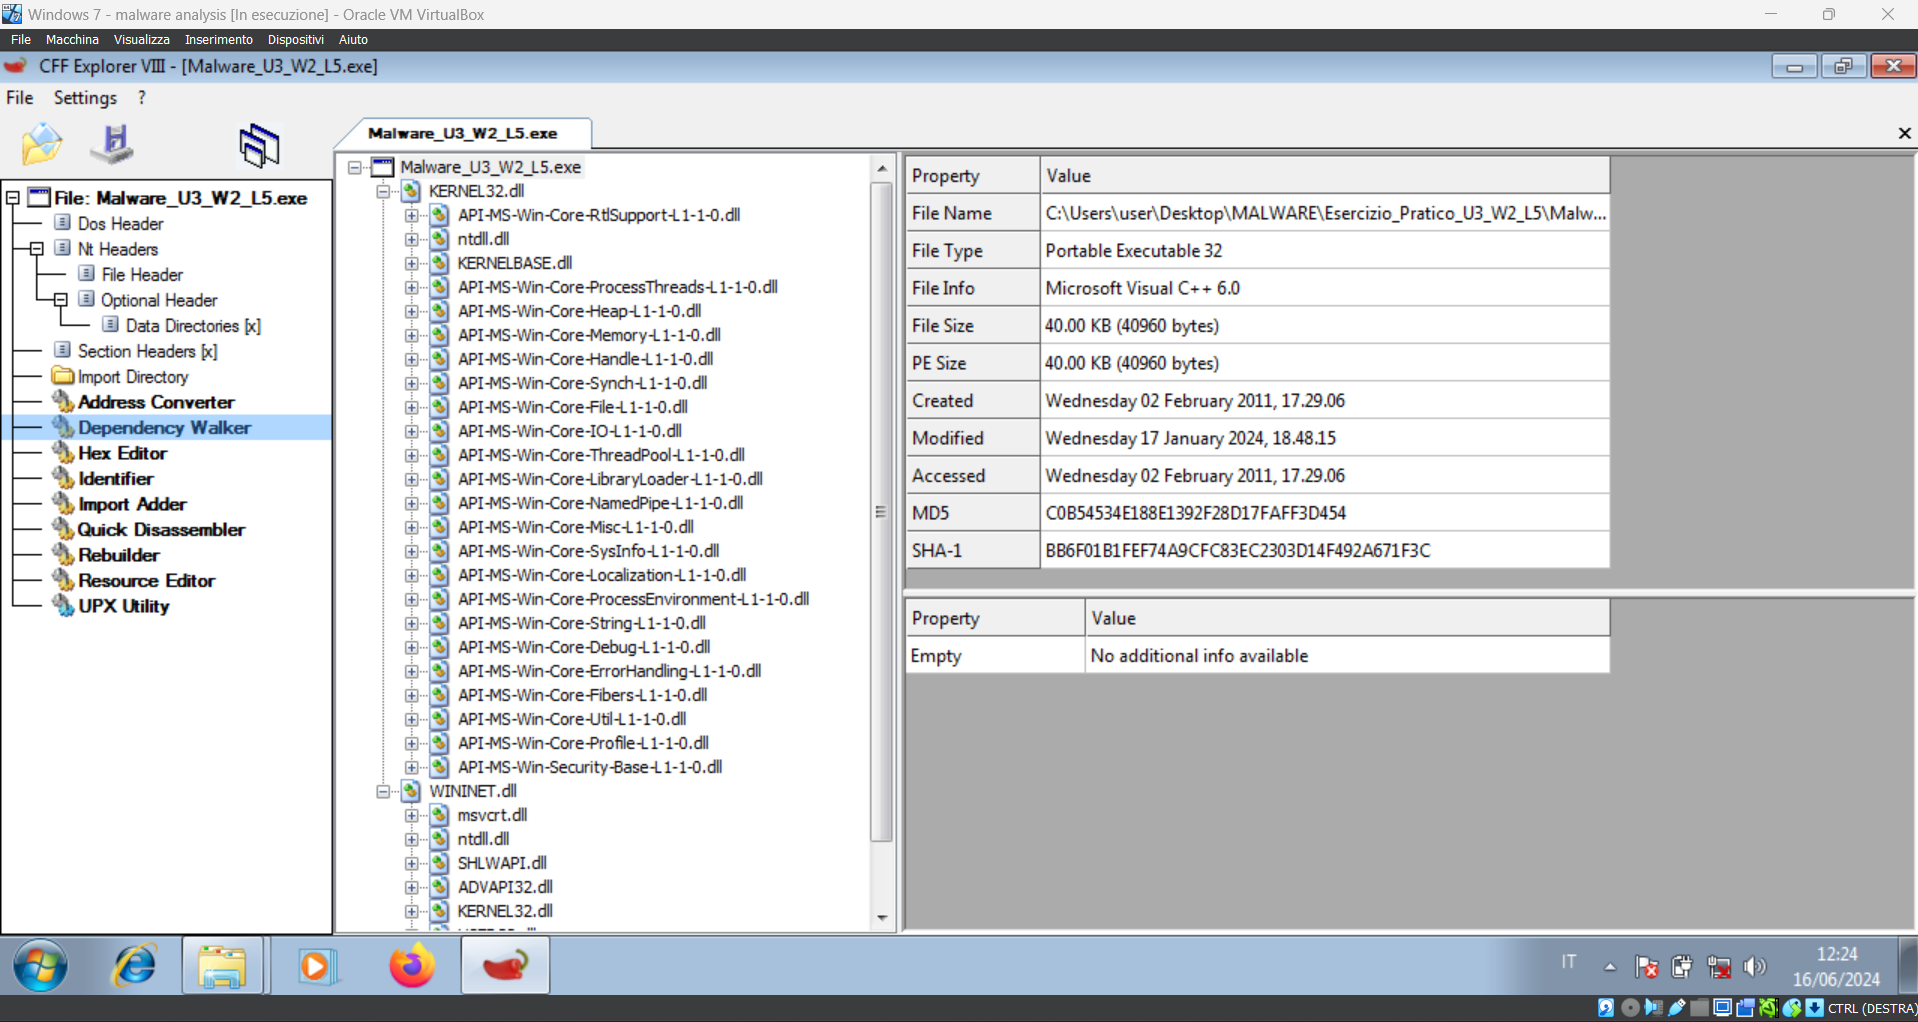 Windows 7 - malware analysis [In esecuzione] - Oracle VM VirtualBox
File Macchina Visualizza Inserimento Dispositivi Aiuto
CFF Explorer VIII - [Malware_U3_W2_L5.exe]
File Settings ?
Malware_U3_W2_L5.exe
File: Malware_U3_W2_L5.exe
Dos Header
Nt Headers
File Header
Optional Header
Data Directories [x]
Section Headers [x]
Import Directory
Address Converter
Dependency Walker
Hex Editor
Identifier
Import Adder
Quick Disassembler
Rebuilder
Resource Editor
UPX Utility
Malware_U3_W2_L5.exe
KERNEL32.dll
API-MS-Win-Core-RtlSupport-L1-1-0.dll
ntdll.dll
KERNELBASE.dll
API-MS-Win-Core-ProcessThreads-L1-1-0.dll
API-MS-Win-Core-Heap-L1-1-0.dll
API-MS-Win-Core-Memory-L1-1-0.dll
API-MS-Win-Core-Handle-L1-1-0.dll
API-MS-Win-Core-Synch-L1-1-0.dll
API-MS-Win-Core-File-L1-1-0.dll
API-MS-Win-Core-IO-L1-1-0.dll
API-MS-Win-Core-ThreadPool-L1-1-0.dll
API-MS-Win-Core-LibraryLoader-L1-1-0.dll
API-MS-Win-Core-NamedPipe-L1-1-0.dll
API-MS-Win-Core-Misc-L1-1-0.dll
API-MS-Win-Core-SysInfo-L1-1-0.dll
API-MS-Win-Core-Localization-L1-1-0.dll
API-MS-Win-Core-ProcessEnvironment-L1-1-0.dll
API-MS-Win-Core-String-L1-1-0.dll
API-MS-Win-Core-Debug-L1-1-0.dll
API-MS-Win-Core-ErrorHandling-L1-1-0.dll
API-MS-Win-Core-Fibers-L1-1-0.dll
API-MS-Win-Core-Util-L1-1-0.dll
API-MS-Win-Core-Profile-L1-1-0.dll
API-MS-Win-Security-Base-L1-1-0.dll
WININET.dll
msvcrt.dll
ntdll.dll
SHLWAPI.dll
ADVAPI32.dll
KERNEL32.dll
Property Value
File Name C:\Users\user\Desktop\MALWARE\Esercizio_Pratico_U3_W2_L5\Malw...
File Type Portable Executable 32
File Info Microsoft Visual C++ 6.0
File Size 40.00 KB (40960 bytes)
PE Size 40.00 KB (40960 bytes)
Created Wednesday 02 February 2011, 17.29.06
Modified Wednesday 17 January 2024, 18.48.15
Accessed Wednesday 02 February 2011, 17.29.06
MD5 C0B54534E188E1392F28D17FAFF3D454
SHA-1 BB6F01B1FEF74A9CFC83EC2303D14F492A671F3C
Property Value
Empty No additional info available
IT
12:24
16/06/2024
CTRL (DESTRA)